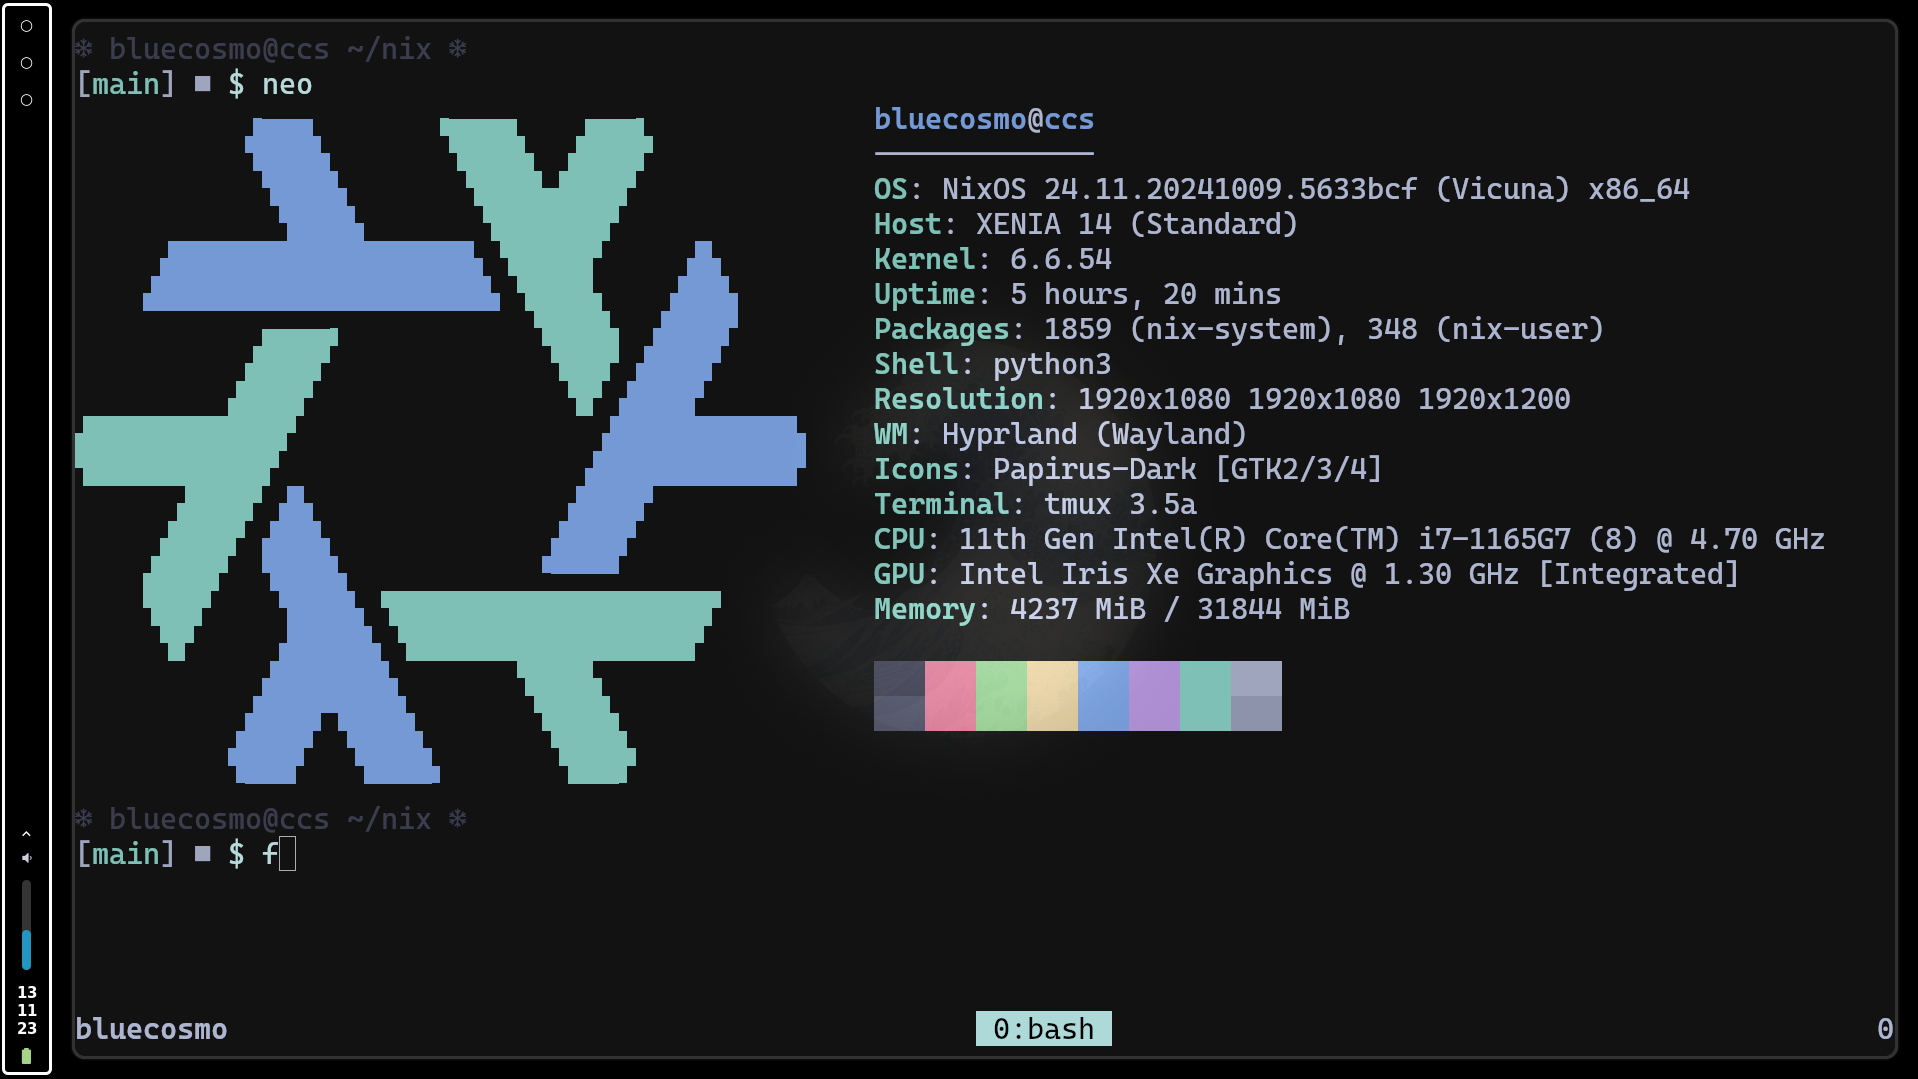 ❄ bluecosmo@ccs ~/nix ❄
[main] ■ $ neo
bluecosmo@ccs
OS: NixOS 24.11.20241009.5633bcf (Vicuna) x86_64
Host: XENIA 14 (Standard)
Kernel: 6.6.54
Uptime: 5 hours, 20 mins
Packages: 1859 (nix-system), 348 (nix-user)
Shell: python3
Resolution: 1920x1080 1920x1080 1920x1200
WM: Hyprland (Wayland)
Icons: Papirus-Dark [GTK2/3/4]
Terminal: tmux 3.5a
CPU: 11th Gen Intel(R) Core(TM) i7-1165G7 (8) @ 4.70 GHz
GPU: Intel Iris Xe Graphics @ 1.30 GHz [Integrated]
Memory: 4237 MiB / 31844 MiB
❄ bluecosmo@ccs ~/nix ❄
[main] ■ $ f
13
11
23
bluecosmo 0:bash 0